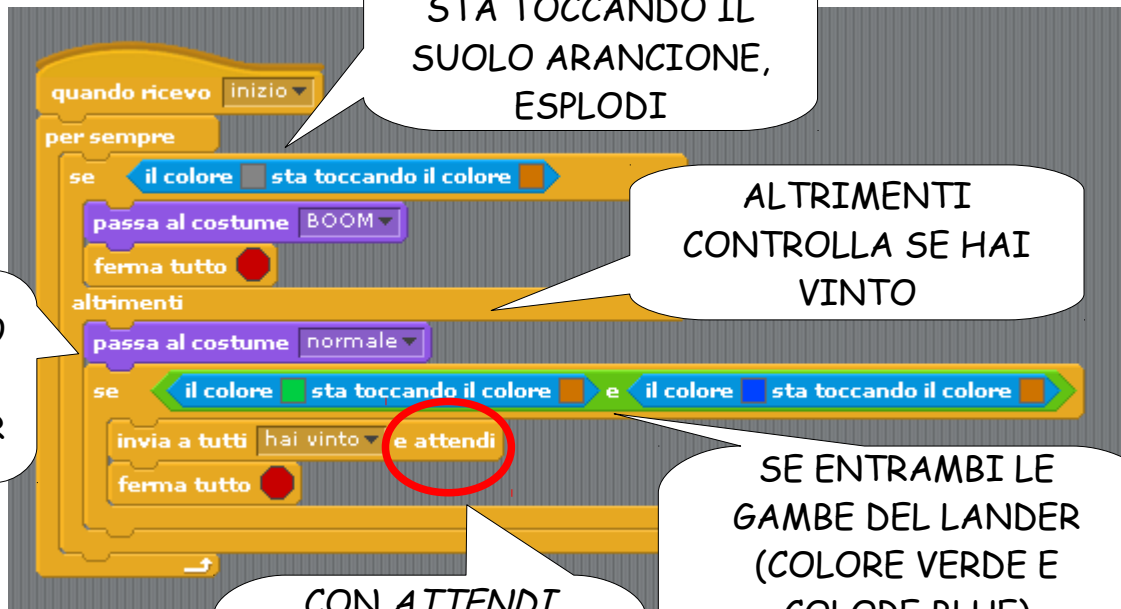 STA TOCCANDO IL
SUOLO ARANCIONE,
ESPLODI
quando ricevo inizio
per sempre
se il colore sta toccando il colore
passa al costume BOOM
ferma tutto
altrimenti
ALTRIMENTI
CONTROLLA SE HAI
VINTO
passa al costume normale
se il colore sta toccando il colore e il colore sta toccando il colore
R
invia a tutti hai vinto e attendi
ferma tutto
SE ENTRAMBI LE
GAMBE DEL LANDER
(COLORE VERDE E
COLORE BLUE)
CON ATTENDI